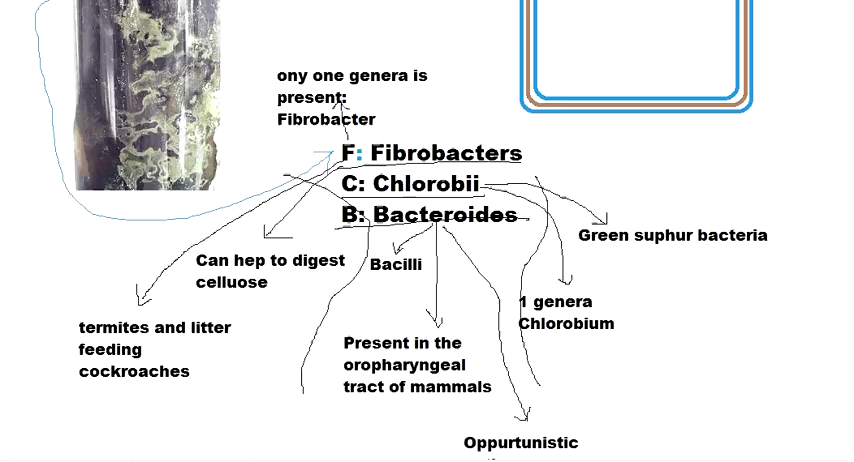 ony one genera is
present:
Fibrobacter
F: Fibrobacters
C: Chlorobii
B: Bacteroides
Green suphur bacteria
Can hep to digest
celluose
Bacilli
1 genera
Chlorobium
termites and litter
feeding
cockroaches
Present in the
oropharyngeal
tract of mammals
Oppurtunistic